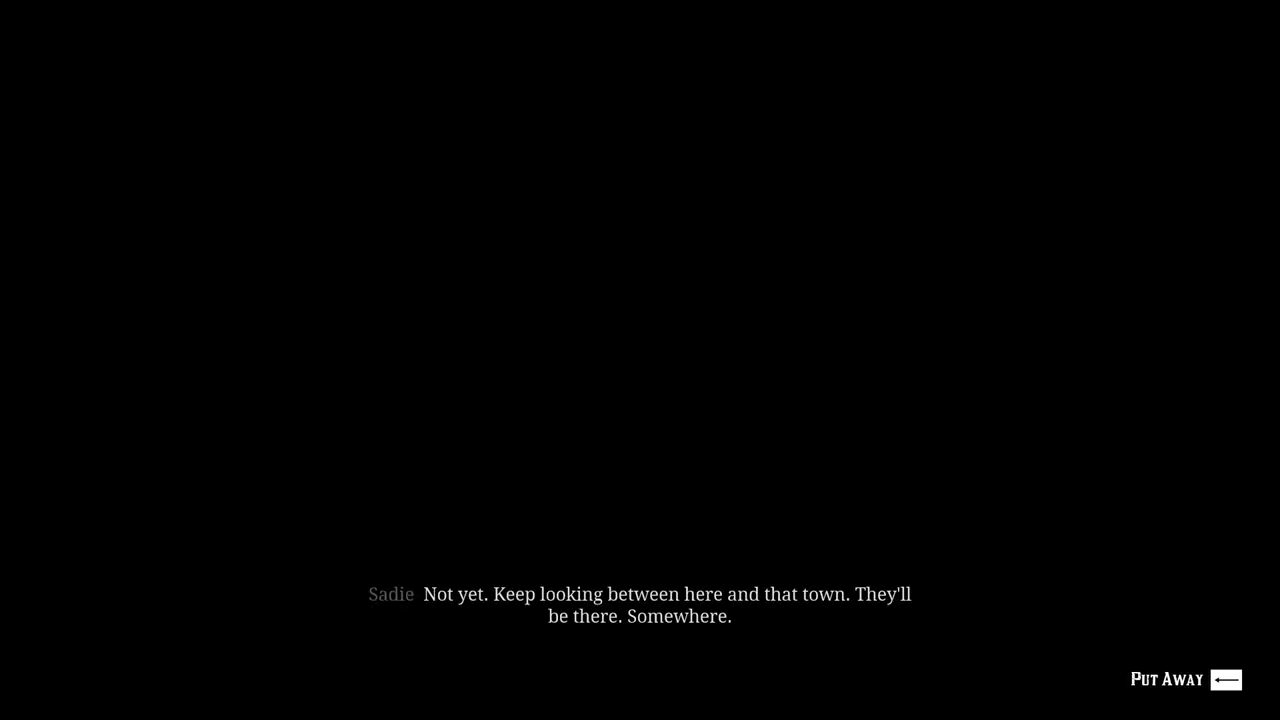 Sadie Not yet. Keep looking between here and that town. They'll
be there. Somewhere.
Put Away